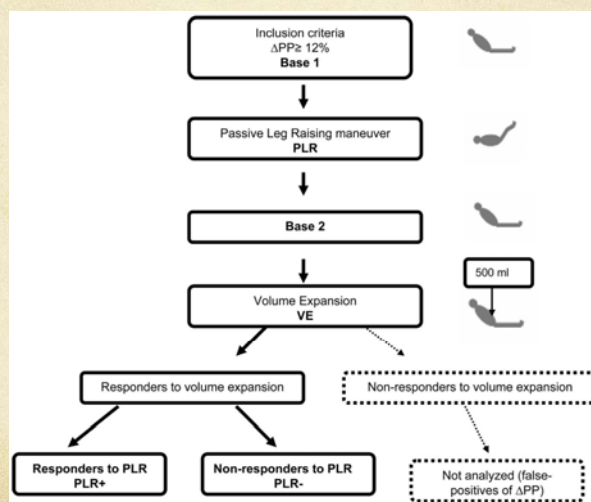 Inclusion criteria
ΔPP≥ 12%
Base 1
Passive Leg Raising maneuver
PLR
Base 2
500 ml
Volume Expansion
VE
Responders to volume expansion
Non-responders to volume expansion
Responders to PLR
PLR+
Non-responders to PLR
PLR-
Not analyzed (false-
positives of ΔPP)